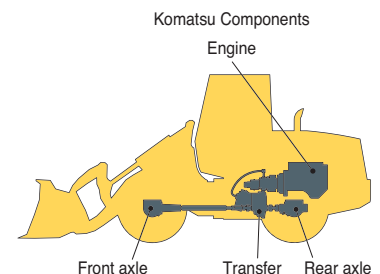 Komatsu Components
Engine
Front axle
Transfer
Rear axle